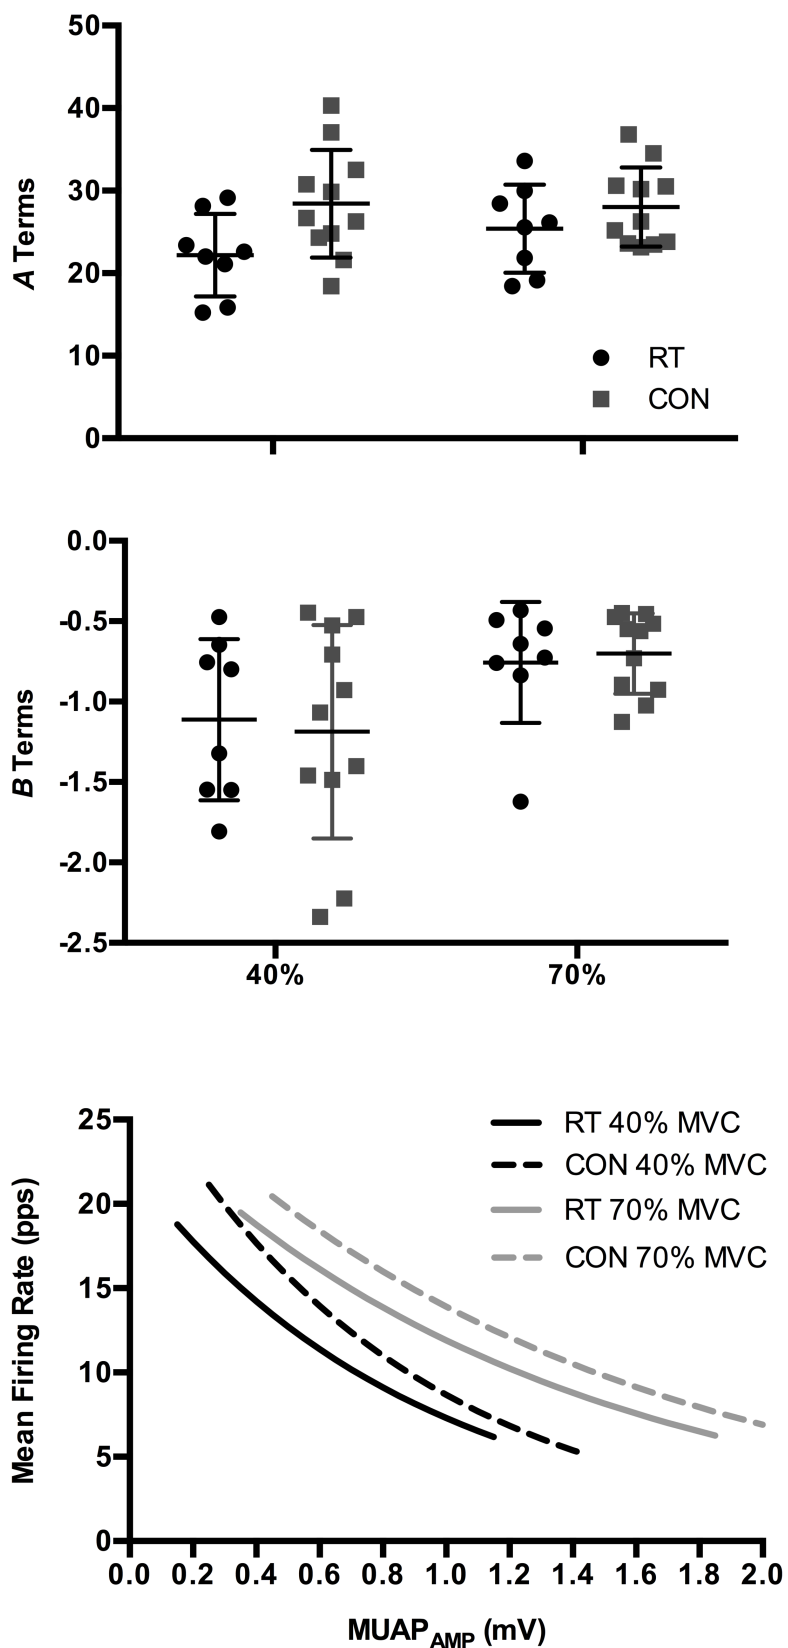 50
40
30
20
10
0
A Terms
RT
CON
0.0
-0.5
-1.0
-1.5
-2.0
-2.5
B Terms
40% 70%
25
20
15
10
5
0
Mean Firing Rate (pps)
RT 40% MVC
CON 40% MVC
RT 70% MVC
CON 70% MVC
0.0 0.2 0.4 0.6 0.8 1.0 1.2 1.4 1.6 1.8 2.0
MUAPAMP (mV)